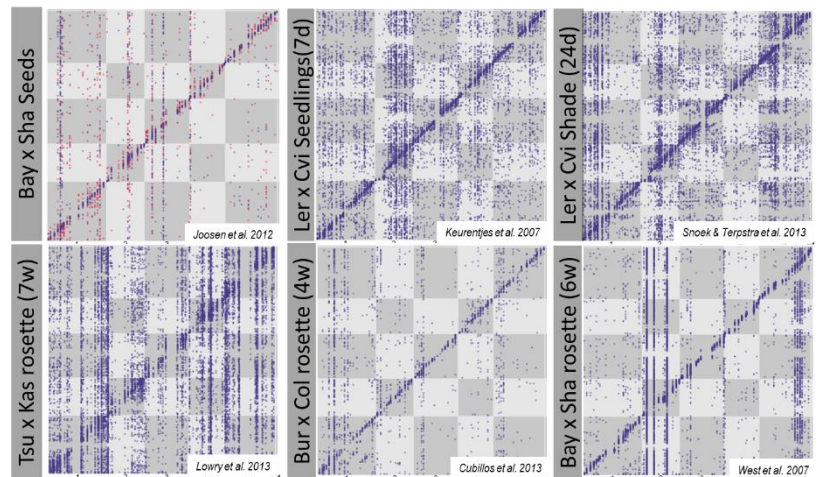 Bay x Sha Seeds
Joosen et al. 2012
Ler x Cvi Seedlings(7d)
Keurentjes et al. 2007
Ler x Cvi Shade (24d)
Snoek & Terpstra et al. 2013
Tsu x Kas rosette (7w)
Lowry et al. 2013
Bur x Col rosette (4w)
Cubillos et al. 2013
Bay x Sha rosette (6w)
West et al. 2007